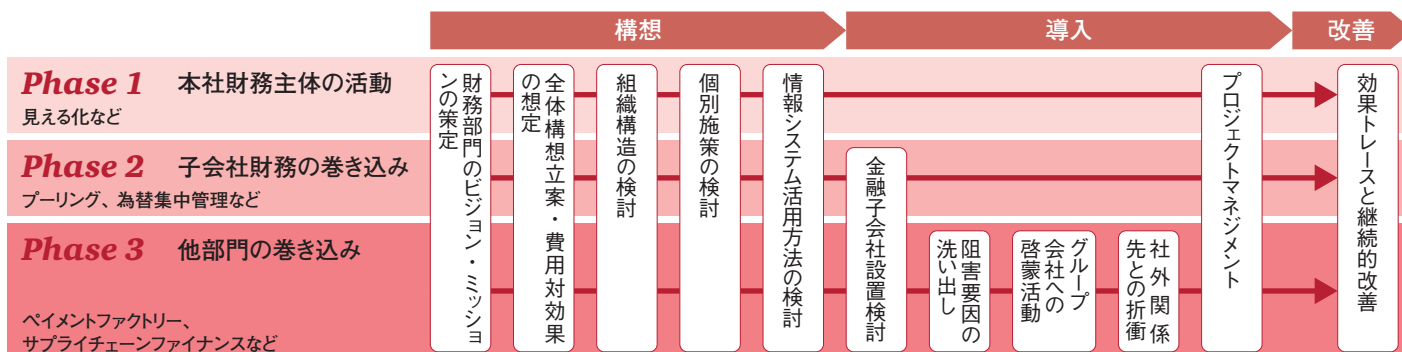 構想
導入
改善
Phase 1 本社財務主体の活動
見える化など
Phase 2 子会社財務の巻き込み
プーリング、為替集中管理など
Phase 3 他部門の巻き込み
ペイメントファクトリー、
サプライチェーンファイナンスなど
財務部門のビジョン・ミッショ
ンの策定
全体構想立案・費用対効果
の想定
組織構造の検討
個別施策の検討
情報システム活用方法の検討
金融子会社設置検討
阻害要因の
洗い出し
グループ
会社への
啓蒙活動
社外関係
先との折衝
プロジェクトマネジメント
効果トレースと継続的改善